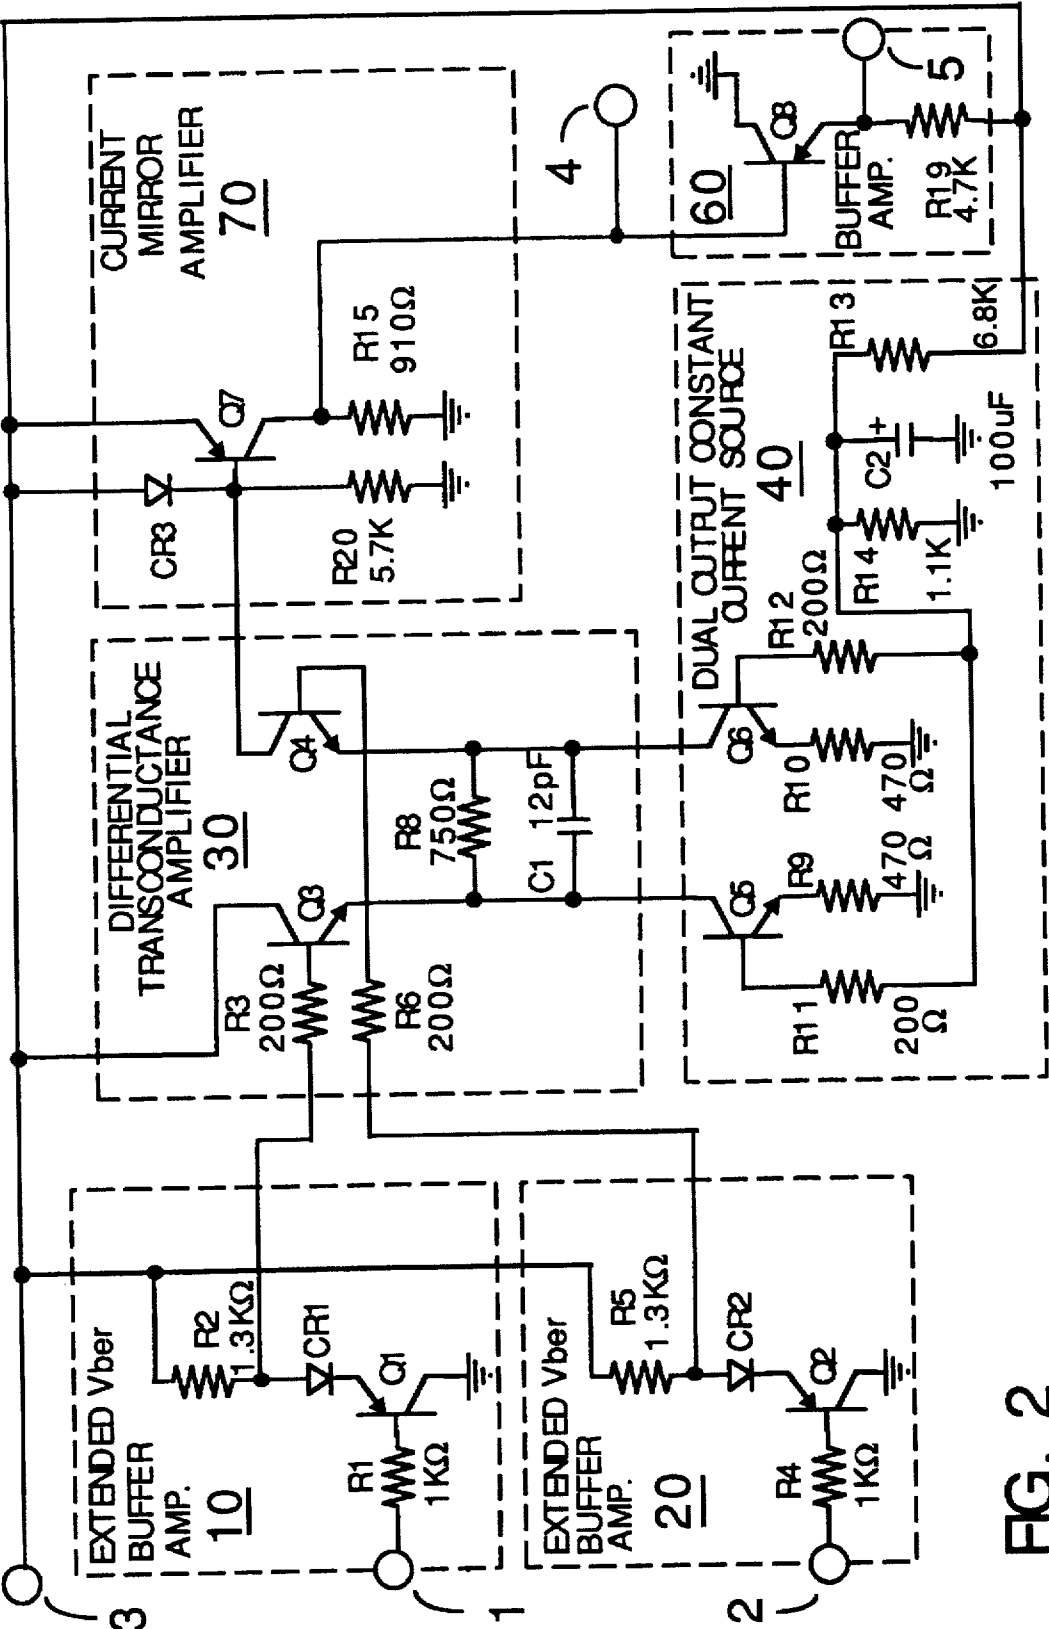 3
EXTENDED Vber
BUFFER
AMP.
10
R2
1.3KΩ
CR1
Q1
R1
1KΩ
1
EXTENDED Vber
BUFFER
AMP.
20
R5
1.3KΩ
CR2
Q2
R4
1KΩ
2
DIFFERENTIAL
TRANSCONDUCTANCE
AMPLIFIER
30
R3
200Ω
Q3
Q4
R6
200Ω
R8
750Ω
C1
12pF
CURRENT
MIRROR
AMPLIFIER
70
CR3
Q7
R20
5.7K
R15
910Ω
4
DUAL OUTPUT CONSTANT
CURRENT SOURCE
40
Q5
Q6
R11
200
Ω
R9
470
Ω
R10
470
Ω
R12
200Ω
R14
1.1K
C2
+
100uF
R13
6.8K
60
Q8
BUFFER
AMP.
R19
4.7K
5
FIG. 2